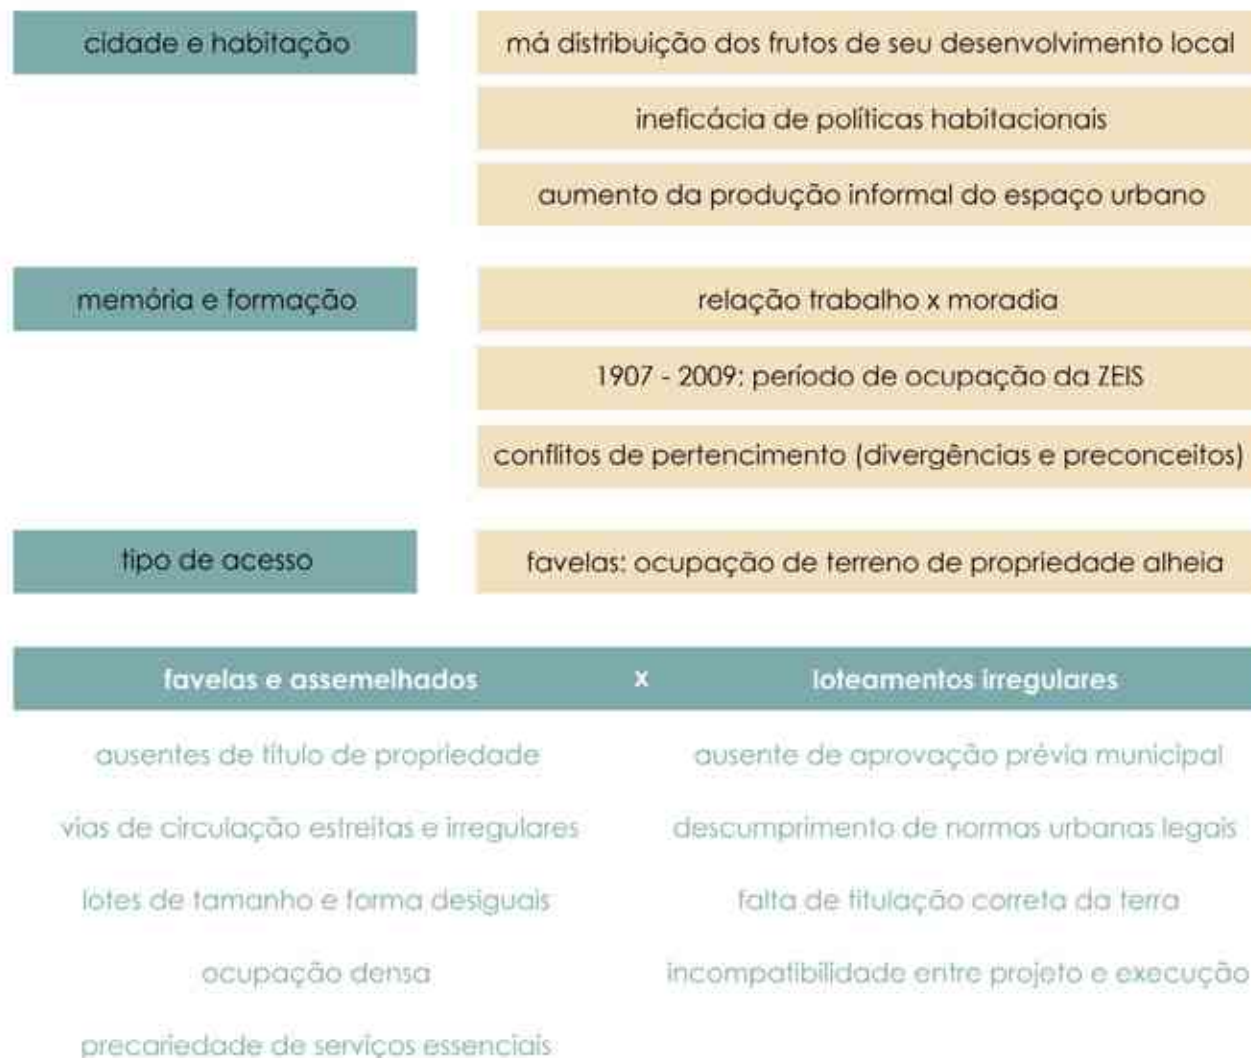 cidade e habitação
má distribuição dos frutos de seu desenvolvimento local
ineficácia de políticas habitacionais
aumento da produção informal do espaço urbano
memória e formação
relação trabalho x moradia
1907 - 2009: período de ocupação da ZEIS
conflitos de pertencimento (divergências e preconceitos)
tipo de acesso
favelas: ocupação de terreno de propriedade alheia
favelas e assemelhados x loteamentos irregulares
ausentes de título de propriedade
ausente de aprovação prévia municipal
vias de circulação estreitas e irregulares
descumprimento de normas urbanas legais
lotes de tamanho e forma desiguais
falta de titulação correta da terra
ocupação densa
incompatibilidade entre projeto e execução
precariedade de serviços essenciais